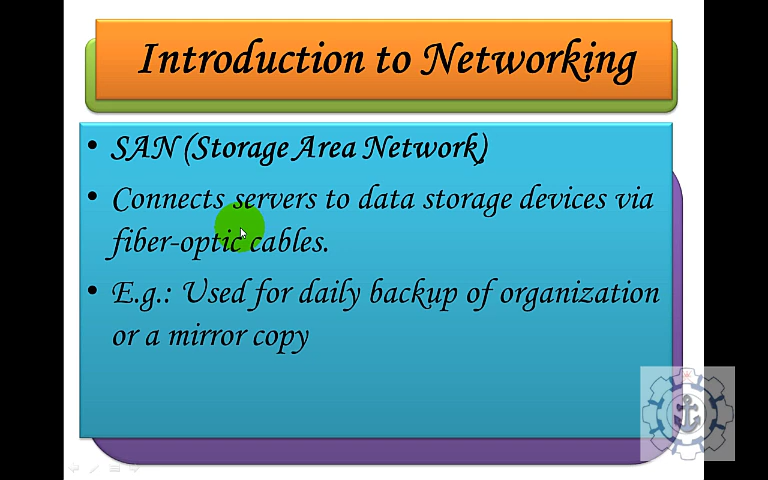 Introduction to Networking
• SAN (Storage Area Network)
• Connects servers to data storage devices via
fiber-optic cables.
• E.g.: Used for daily backup of organization
or a mirror copy